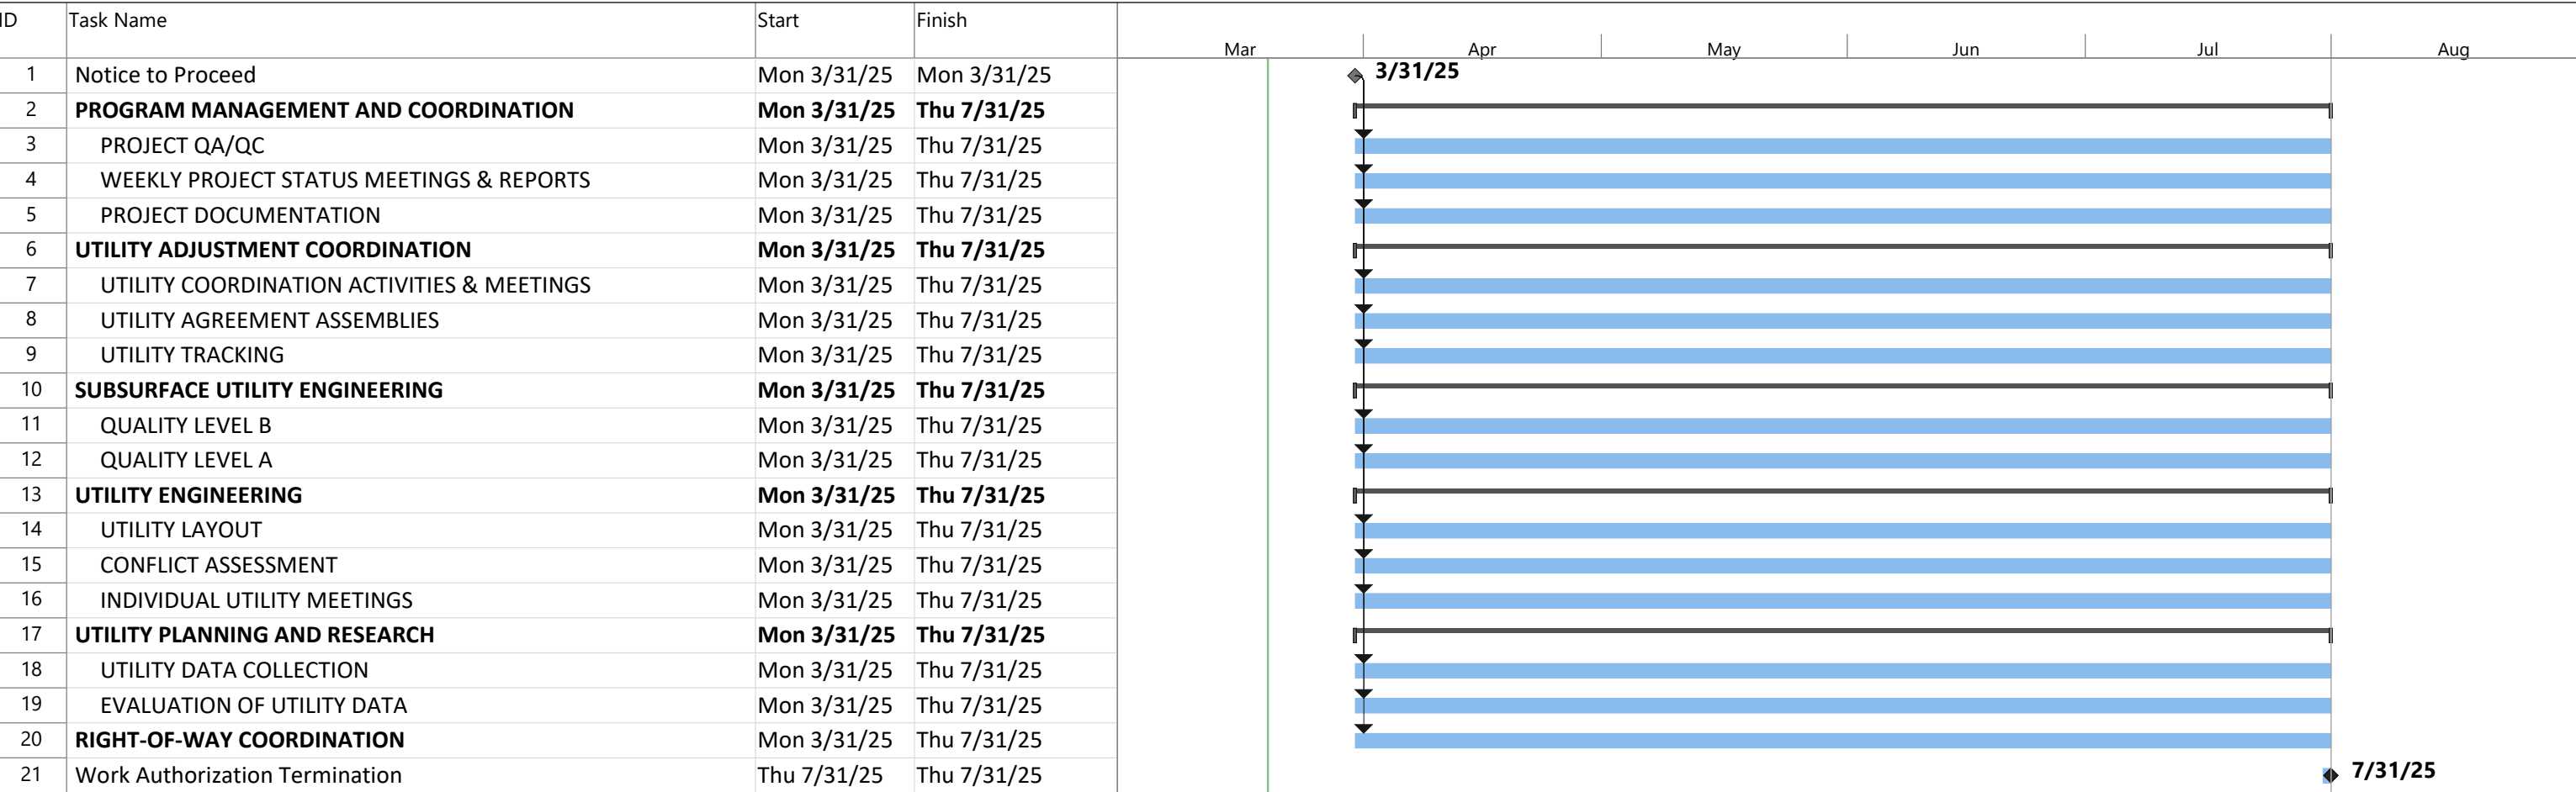 ID Task Name Start Finish
Mar Apr May Jun Jul Aug
1 Notice to Proceed Mon 3/31/25 Mon 3/31/25 3/31/25
2 PROGRAM MANAGEMENT AND COORDINATION Mon 3/31/25 Thu 7/31/25
3 PROJECT QA/QC Mon 3/31/25 Thu 7/31/25
4 WEEKLY PROJECT STATUS MEETINGS & REPORTS Mon 3/31/25 Thu 7/31/25
5 PROJECT DOCUMENTATION Mon 3/31/25 Thu 7/31/25
6 UTILITY ADJUSTMENT COORDINATION Mon 3/31/25 Thu 7/31/25
7 UTILITY COORDINATION ACTIVITIES & MEETINGS Mon 3/31/25 Thu 7/31/25
8 UTILITY AGREEMENT ASSEMBLIES Mon 3/31/25 Thu 7/31/25
9 UTILITY TRACKING Mon 3/31/25 Thu 7/31/25
10 SUBSURFACE UTILITY ENGINEERING Mon 3/31/25 Thu 7/31/25
11 QUALITY LEVEL B Mon 3/31/25 Thu 7/31/25
12 QUALITY LEVEL A Mon 3/31/25 Thu 7/31/25
13 UTILITY ENGINEERING Mon 3/31/25 Thu 7/31/25
14 UTILITY LAYOUT Mon 3/31/25 Thu 7/31/25
15 CONFLICT ASSESSMENT Mon 3/31/25 Thu 7/31/25
16 INDIVIDUAL UTILITY MEETINGS Mon 3/31/25 Thu 7/31/25
17 UTILITY PLANNING AND RESEARCH Mon 3/31/25 Thu 7/31/25
18 UTILITY DATA COLLECTION Mon 3/31/25 Thu 7/31/25
19 EVALUATION OF UTILITY DATA Mon 3/31/25 Thu 7/31/25
20 RIGHT-OF-WAY COORDINATION Mon 3/31/25 Thu 7/31/25
21 Work Authorization Termination Thu 7/31/25 Thu 7/31/25 7/31/25